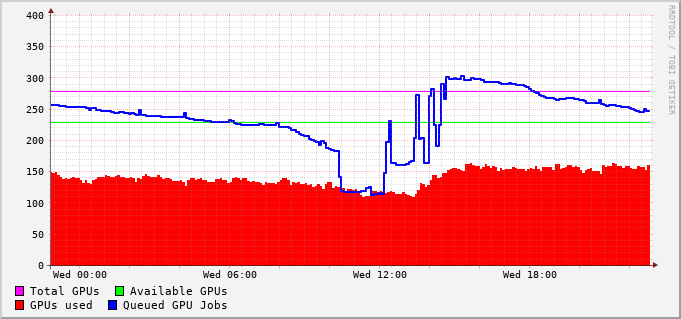 400
350
300
250
200
150
100
50
0
Wed 00:00 Wed 06:00 Wed 12:00 Wed 18:00
Total GPUs Available GPUs
GPUs used Queued GPU Jobs
RRDTOOL / TOBI OETIKER